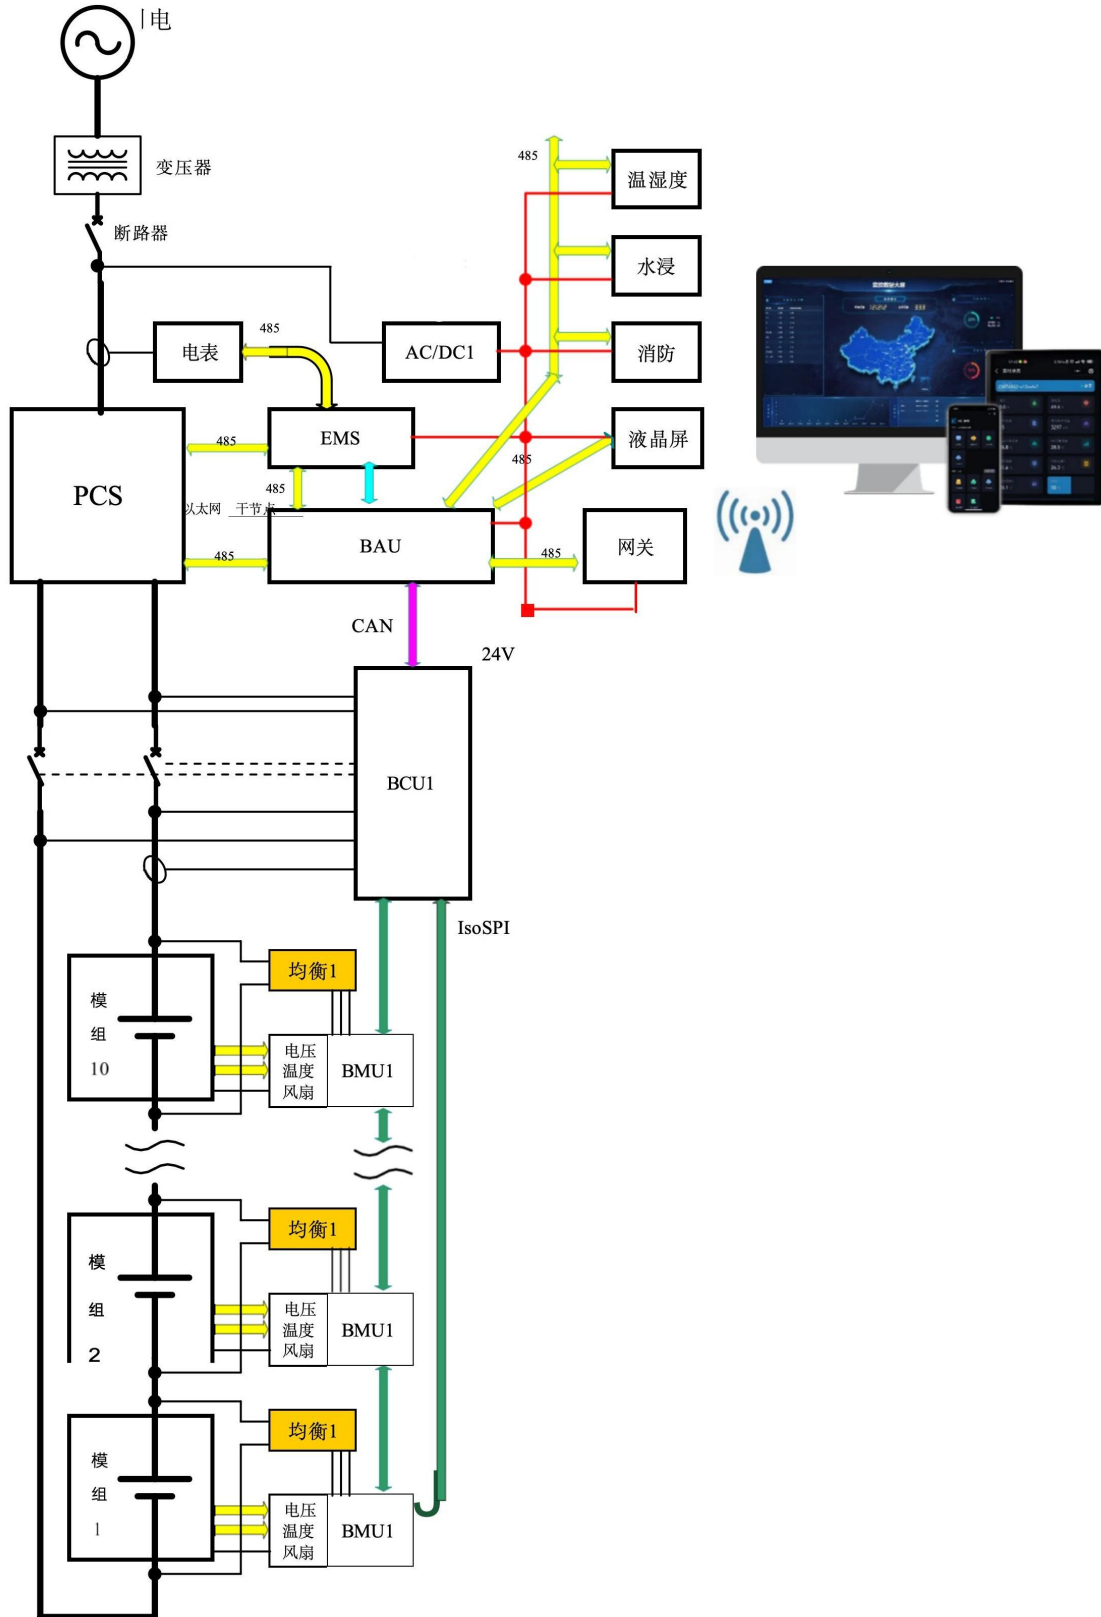 电
变压器
断路器
485
温湿度
水浸
消防
485
电表
AC/DC1
EMS
液晶屏
485
485
485
PCS
以太网 干节点
BAU
网关
485
485
CAN
24V
BCU1
IsoSPI
均衡1
模
组
10
电压
温度
风扇
BMU1
均衡1
模
组
2
电压
温度
风扇
BMU1
均衡1
模
组
1
电压
温度
风扇
BMU1